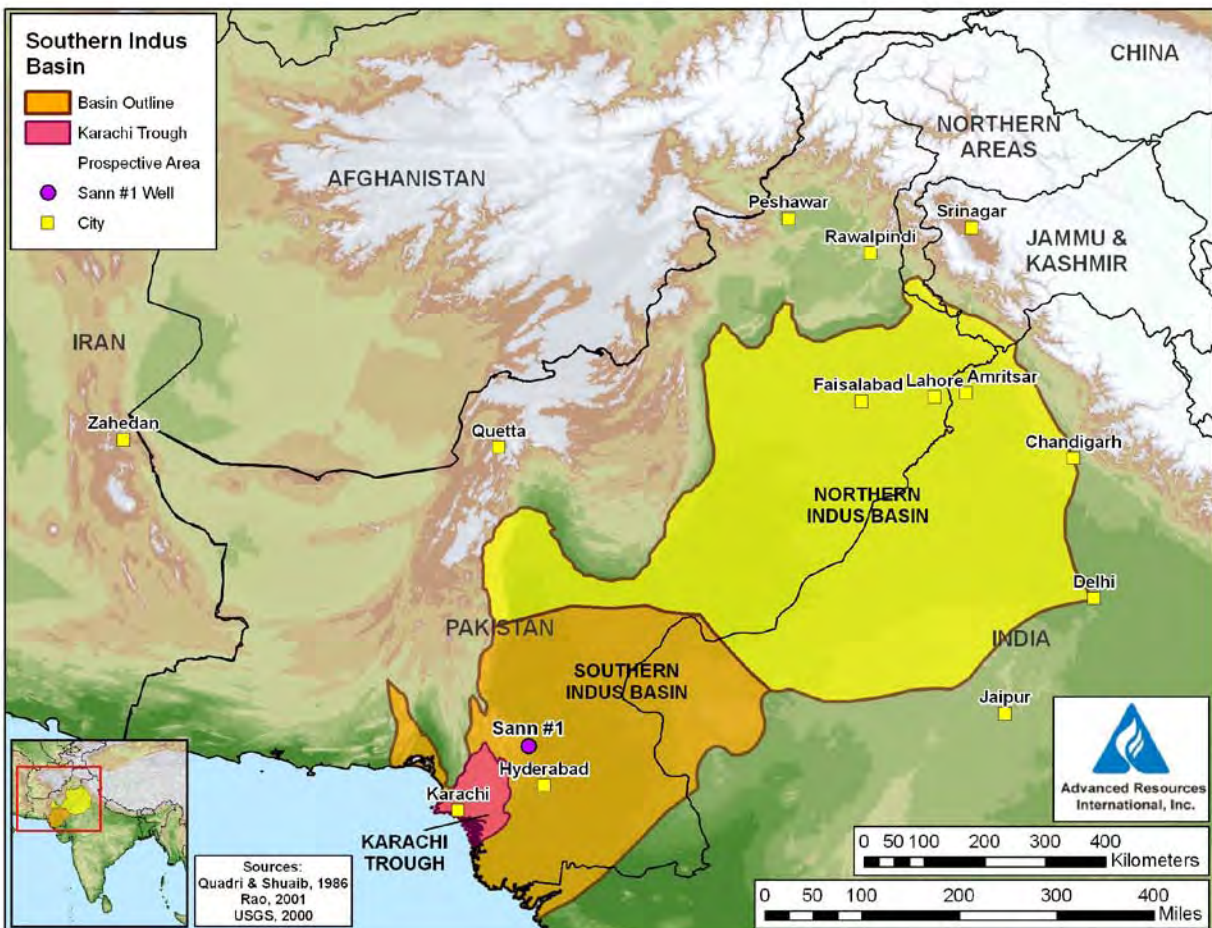 Southern Indus
Basin
Basin Outline
Karachi Trough
Prospective Area
Sann #1 Well
City
CHINA
NORTHERN
AREAS
AFGHANISTAN
Peshawar
Srinagar
Rawalpindi
JAMMU &
KASHMIR
IRAN
Faisalabad
Lahore
Amritsar
Zahedan
Quetta
Chandigarh
NORTHERN
INDUS BASIN
Delhi
PAKISTAN
INDIA
SOUTHERN
INDUS BASIN
Jaipur
Sann #1
Hyderabad
Karachi
KARACHI
TROUGH
Advanced Resources
International, Inc.
Sources:
Quadri & Shuaib, 1986
Rao, 2001
USGS, 2000
0 50 100 200 300 400
Kilometers
0 50 100 200 300 400
Miles